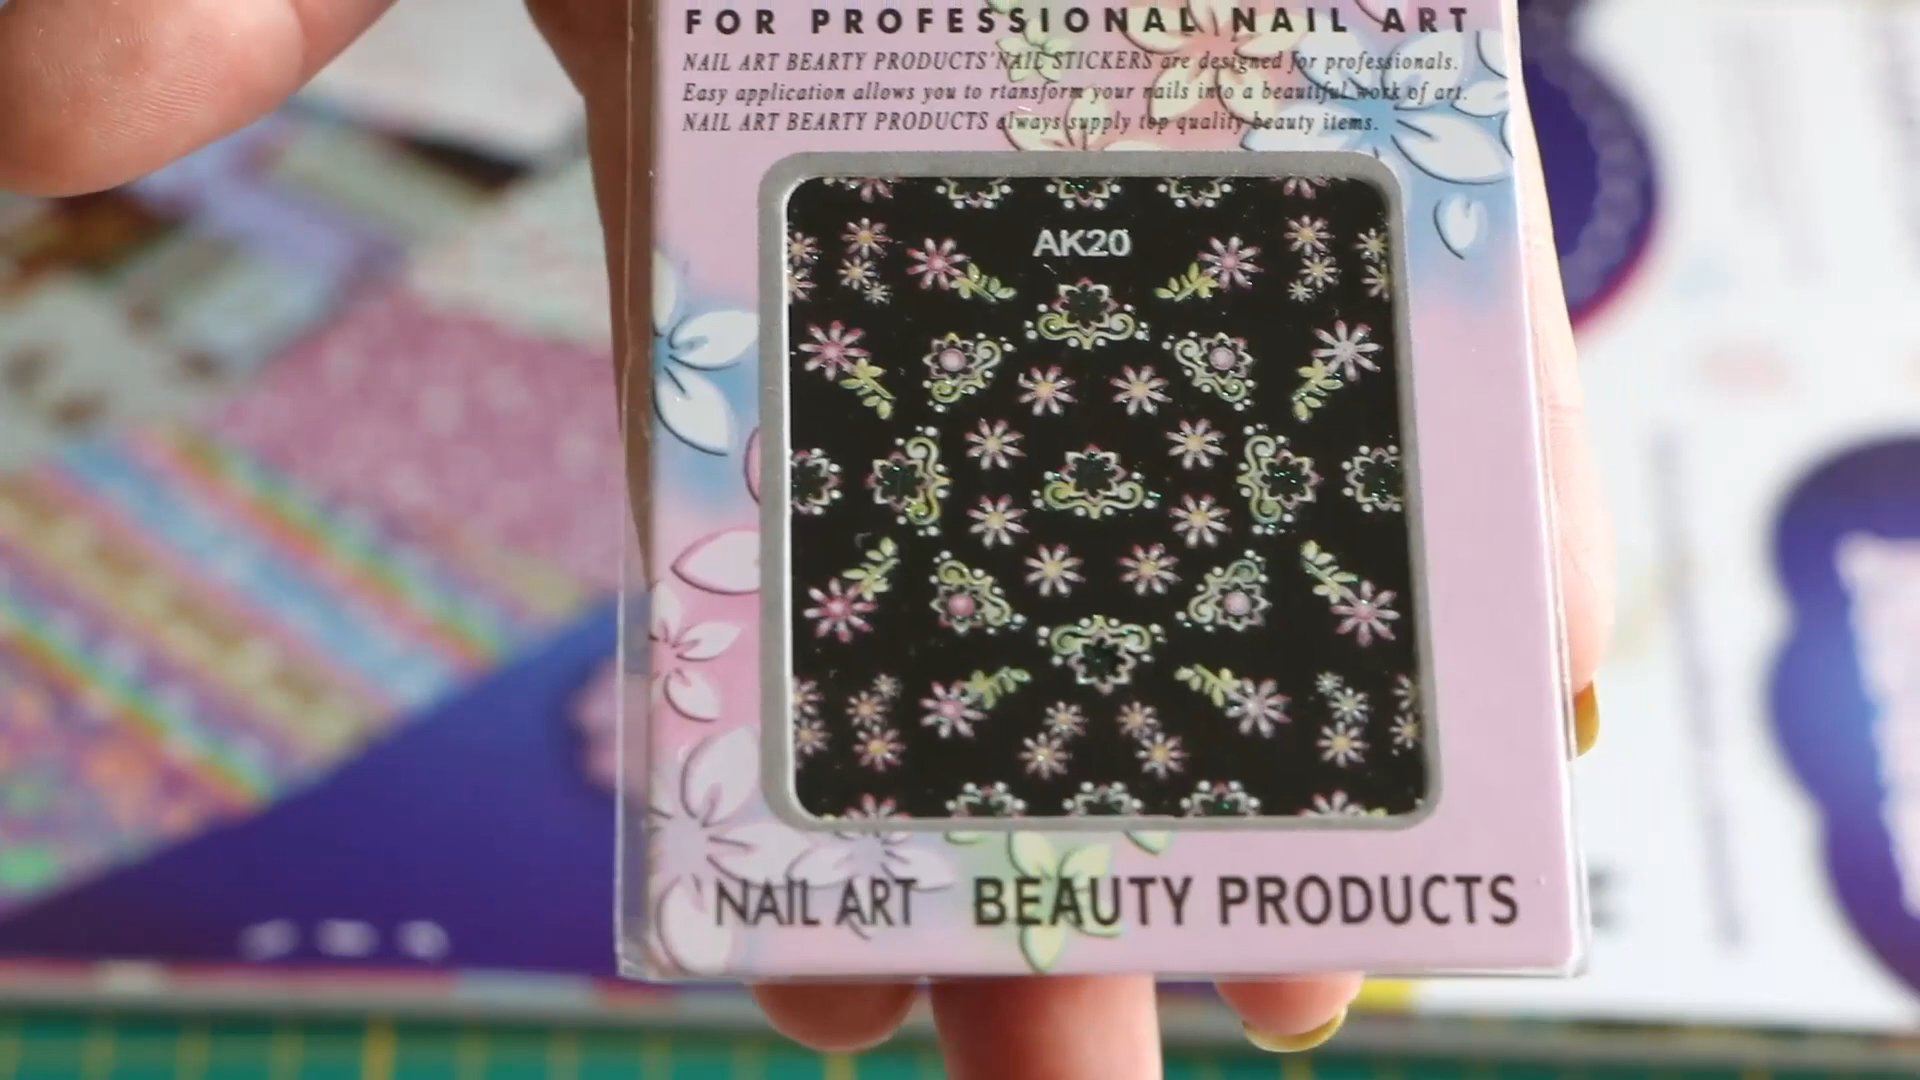 FOR PROFESSIONAL NAIL ART
NAIL ART BEARTY PRODUCTS'NAIL STICKERS are designed for professionals.
Easy application allows you to rtansform your nails into a beautiful work of art.
NAIL ART BEARTY PRODUCTS always supply top quality beauty items.
AK20
NAIL ART BEAUTY PRODUCTS